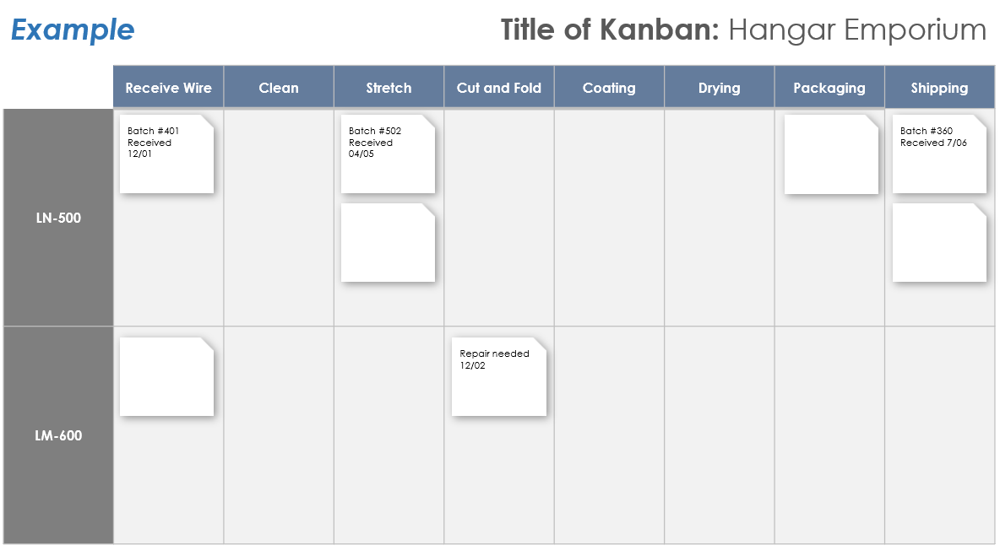 Example
Title of Kanban: Hangar Emporium
Receive Wire
Clean
Stretch
Cut and Fold
Coating
Drying
Packaging
Shipping
LN-500
Batch #401
Received
12/01
Batch #502
Received
04/05
Batch #360
Received 7/06
LM-600
Repair needed
12/02